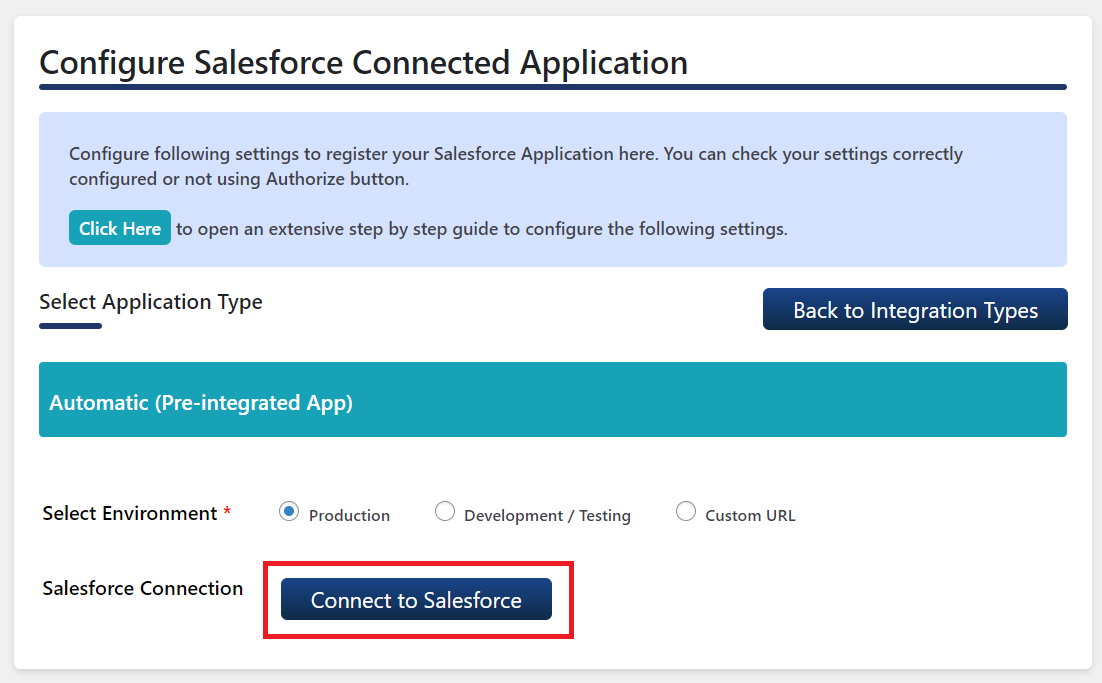 Configure Salesforce Connected Application
Configure following settings to register your Salesforce Application here. You can check your settings correctly
configured or not using Authorize button.
Click Here to open an extensive step by step guide to configure the following settings.
Select Application Type
Back to Integration Types
Automatic (Pre-integrated App)
Select Environment * Production Development / Testing Custom URL
Salesforce Connection Connect to Salesforce